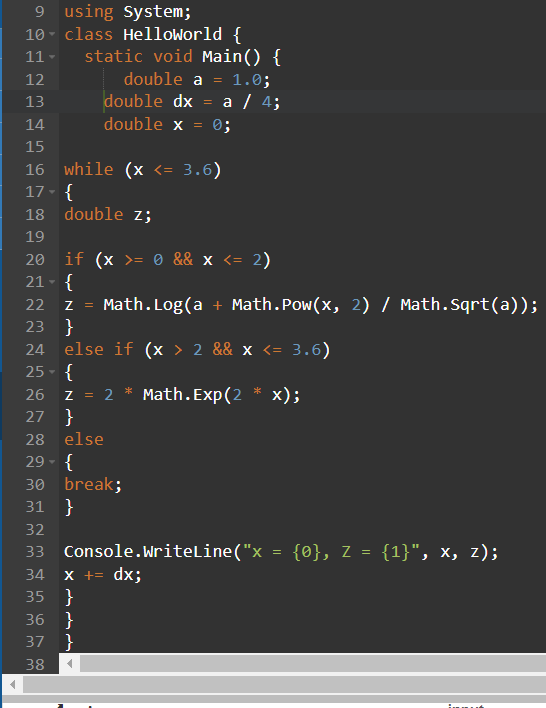 9 using System;
10 class HelloWorld {
11 static void Main() {
12 double a = 1.0;
13 double dx = a / 4;
14 double x = 0;
15
16 while (x <= 3.6)
17 {
18 double z;
19
20 if (x >= 0 && x <= 2)
21 {
22 z = Math.Log(a + Math.Pow(x, 2) / Math.Sqrt(a));
23 }
24 else if (x > 2 && x <= 3.6)
25 {
26 z = 2 * Math.Exp(2 * x);
27 }
28 else
29 {
30 break;
31 }
32
33 Console.WriteLine("x = {0}, Z = {1}", x, z);
34 x += dx;
35 }
36 }
37 }
38